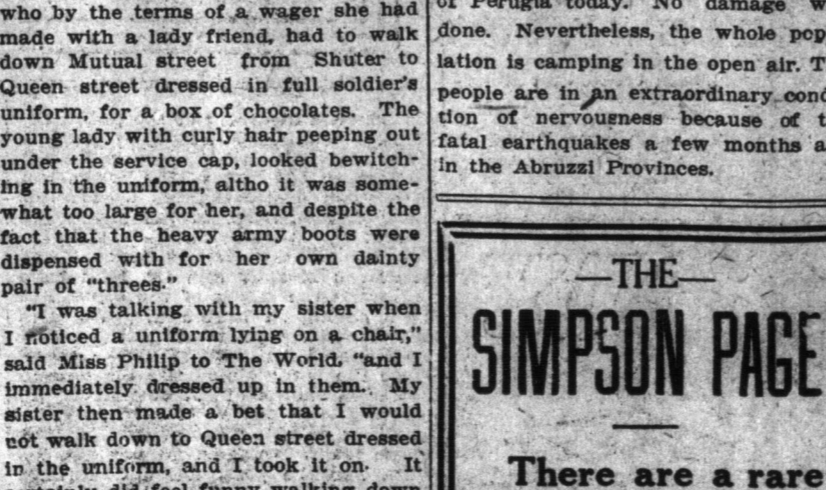 who by the terms of a wager she had
made with a lady friend, had to walk
down Mutual street from Shuter to
Queen street dressed in full soldier's
uniform, for a box of chocolates. The
young lady with curly hair peeping out
under the service cap, looked bewitch-
ing in the uniform, altho it was some-
what too large for her, and despite the
fact that the heavy army boots were
dispensed with for her own dainty
pair of "threes."
"I was talking with my sister when
I noticed a uniform lying on a chair,"
said Miss Philip to The World, "and I
immediately dressed up in them. My
sister then made a bet that I would
not walk down to Queen street dressed
in the uniform, and I took it on. It
did feel funny walking down
of Perugia today. No damage
done. Nevertheless, the whole pop
lation is camping in the open air. T
people are in an extraordinary cond
tion of nervousness because of t
fatal earthquakes a few months a
in the Abruzzi Provinces.
—THE—
SIMPSON PAGE
There are a rare